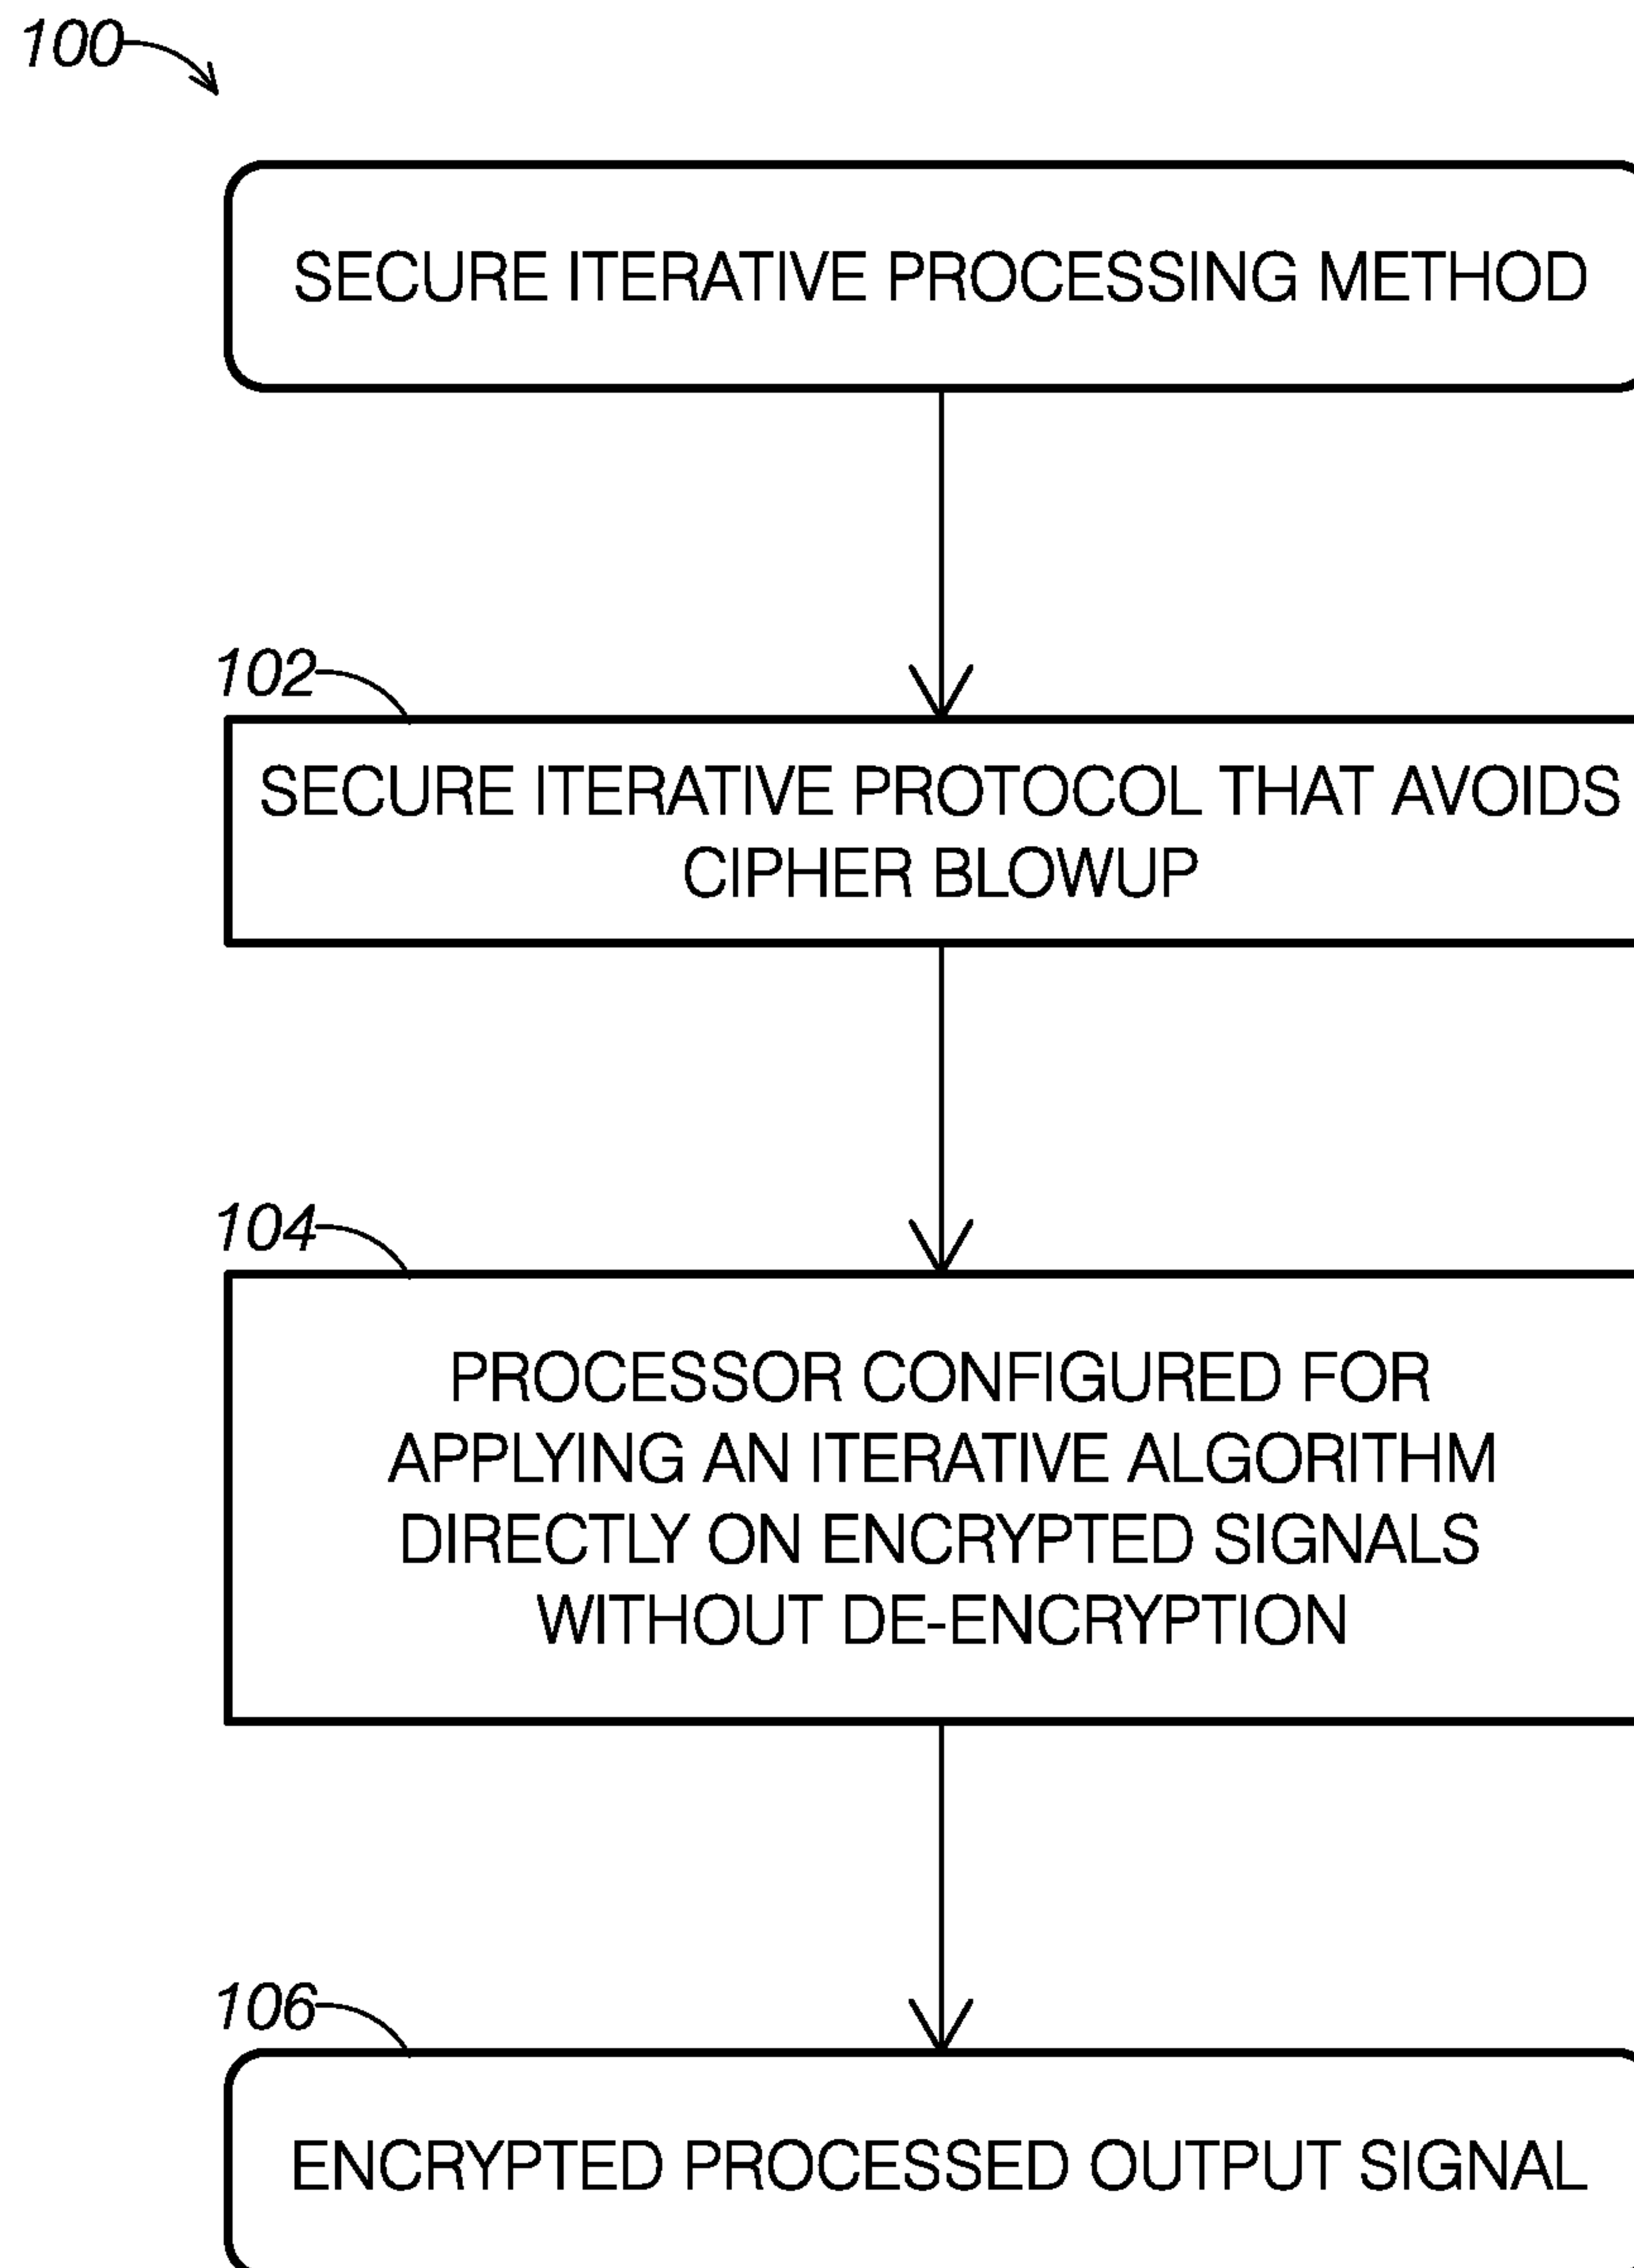 100
SECURE ITERATIVE PROCESSING METHOD
102
SECURE ITERATIVE PROTOCOL THAT AVOIDS
CIPHER BLOWUP
104
PROCESSOR CONFIGURED FOR
APPLYING AN ITERATIVE ALGORITHM
DIRECTLY ON ENCRYPTED SIGNALS
WITHOUT DE-ENCRYPTION
106
ENCRYPTED PROCESSED OUTPUT SIGNAL